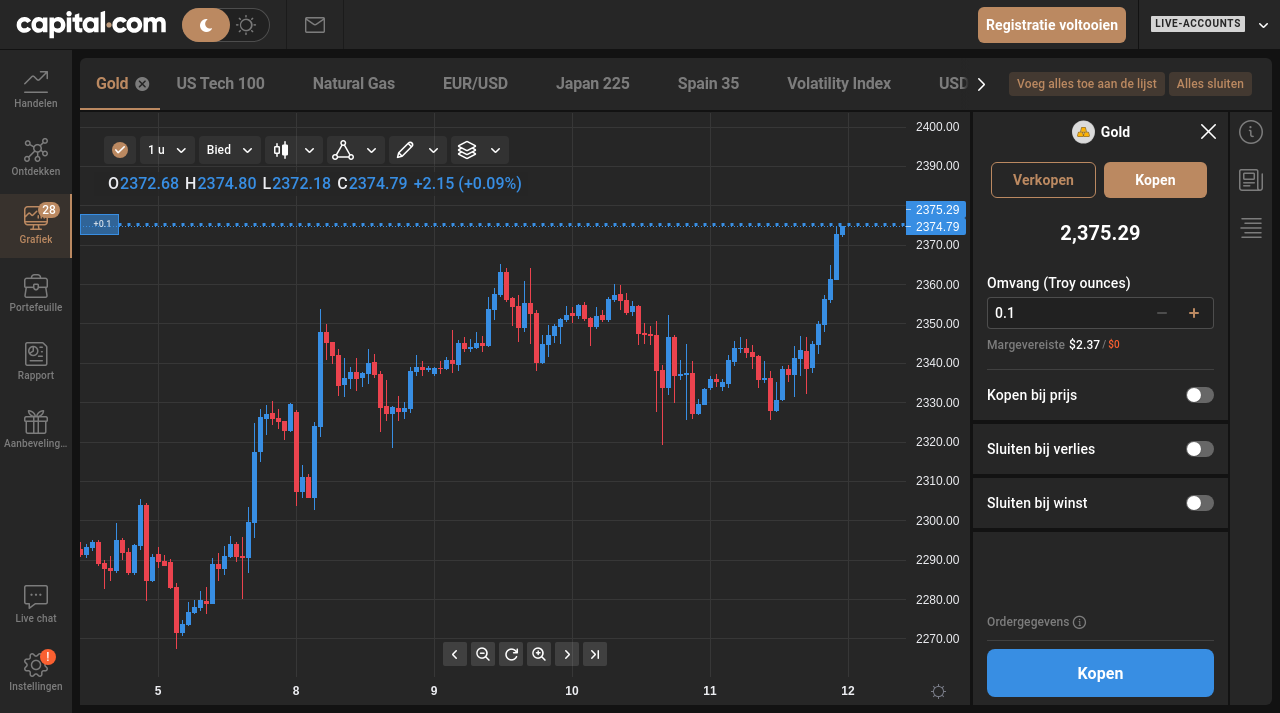 capital.com
Registratie voltooien
LIVE-ACCOUNTS
Handelen
Ontdekken
28
Grafiek
Portefeuille
Rapport
Aanbeveling...
Live chat
!
Instellingen
Gold
US Tech 100
Natural Gas
EUR/USD
Japan 225
Spain 35
Volatility Index
USD
Voeg alles toe aan de lijst
Alles sluiten
1 u
Bied
O2372.68 H2374.80 L2372.18 C2374.79 +2.15 (+0.09%)
+0.1
2400.00
2390.00
2375.29
2374.79
2370.00
2360.00
2350.00
2340.00
2330.00
2320.00
2310.00
2300.00
2290.00
2280.00
2270.00
5
8
9
10
11
12
Gold
Verkopen
Kopen
2,375.29
Omvang (Troy ounces)
0.1
Margevereiste $2.37 / $0
Kopen bij prijs
Sluiten bij verlies
Sluiten bij winst
Ordergegevens
Kopen